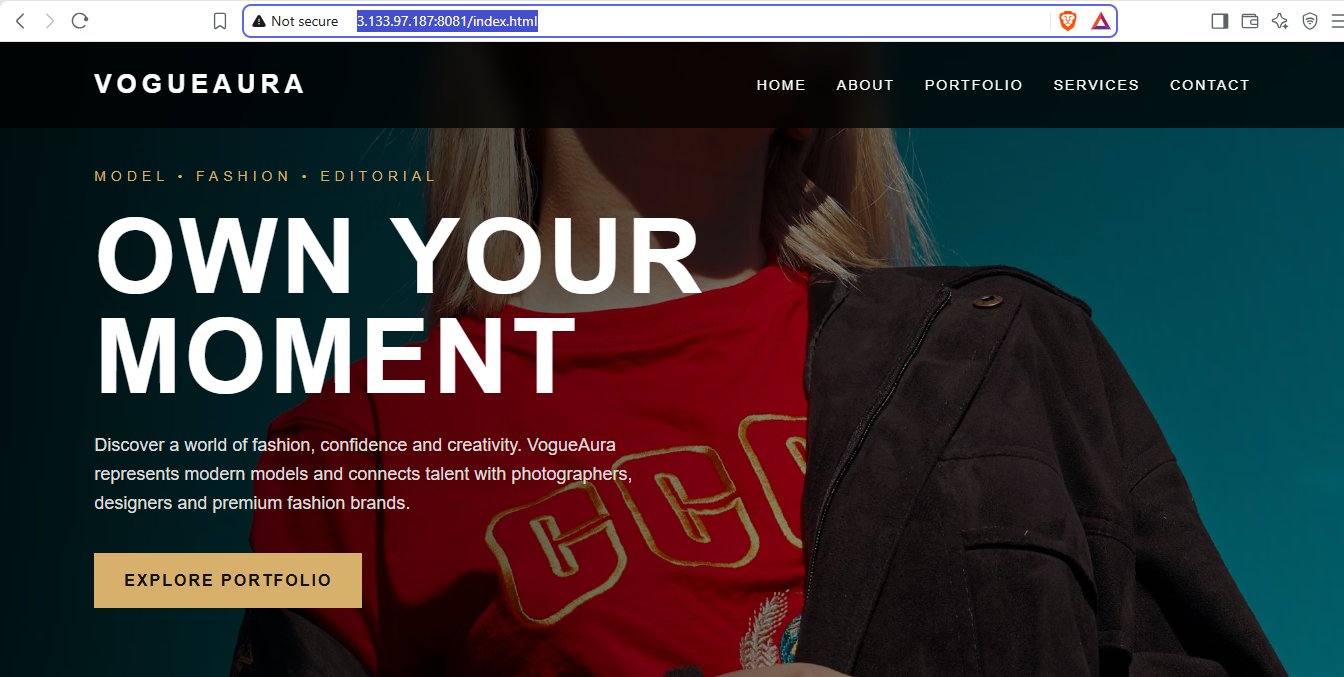 Not secure 3.133.97.187:8081/index.html
VOGUEAURA
HOME ABOUT PORTFOLIO SERVICES CONTACT
MODEL • FASHION • EDITORIAL
OWN YOUR
MOMENT
Discover a world of fashion, confidence and creativity. VogueAura
represents modern models and connects talent with photographers,
designers and premium fashion brands.
EXPLORE PORTFOLIO